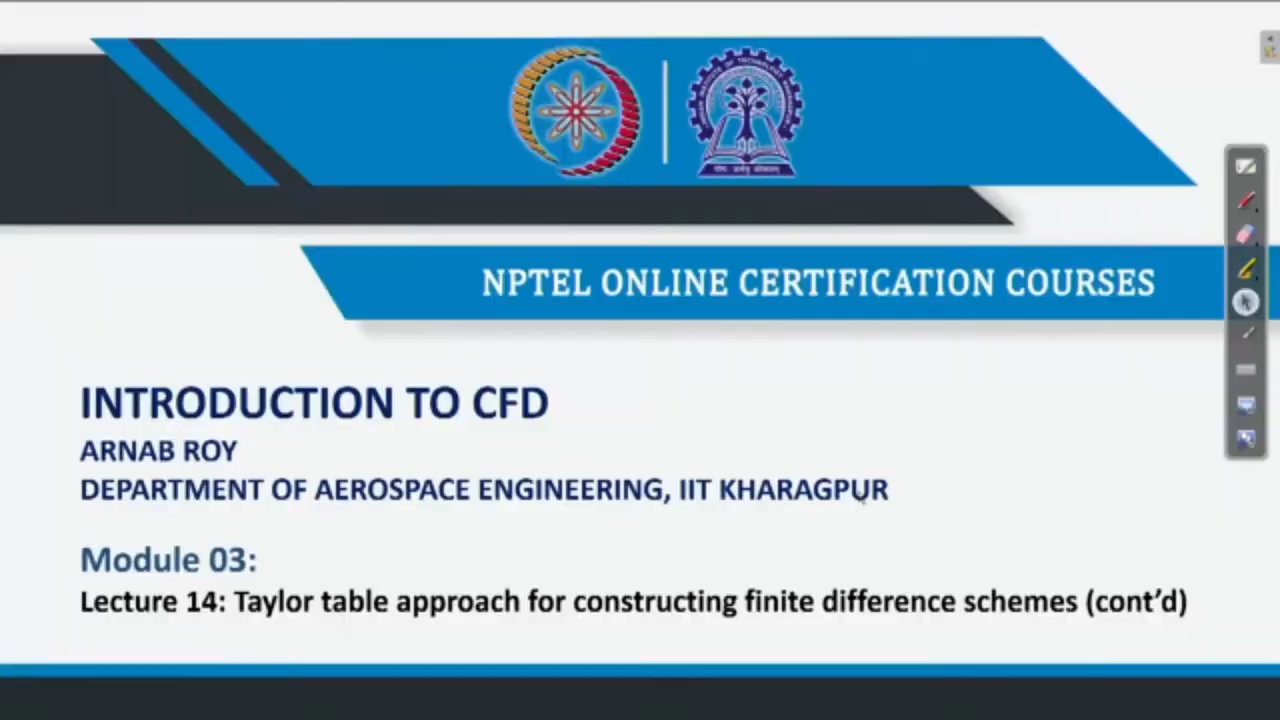 NPTEL ONLINE CERTIFICATION COURSES
INTRODUCTION TO CFD
ARNAB ROY
DEPARTMENT OF AEROSPACE ENGINEERING, IIT KHARAGPUR
Module 03:
Lecture 14: Taylor table approach for constructing finite difference schemes (cont'd)